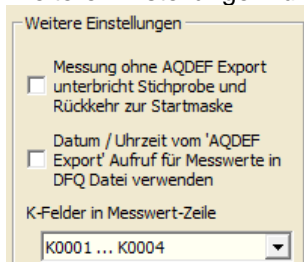 Weitere Einstellungen
Messung ohne AQDEF Export
unterbricht Stichprobe und
Rückkehr zur Startmaske
Datum / Uhrzeit vom 'AQDEF
Export' Aufruf für Messwerte in
DFQ Datei verwenden
K-Felder in Messwert-Zeile
K0001 ... K0004